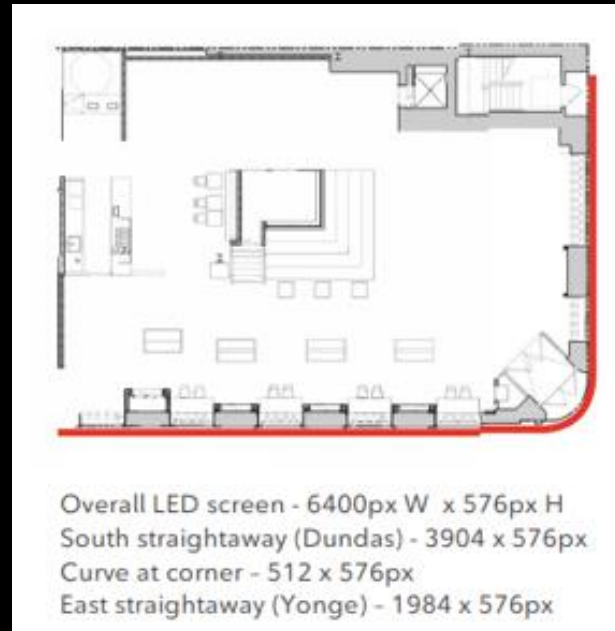 Overall LED screen - 6400px W x 576px H
South straightaway (Dundas) - 3904 x 576px
Curve at corner - 512 x 576px
East straightaway (Yonge) - 1984 x 576px